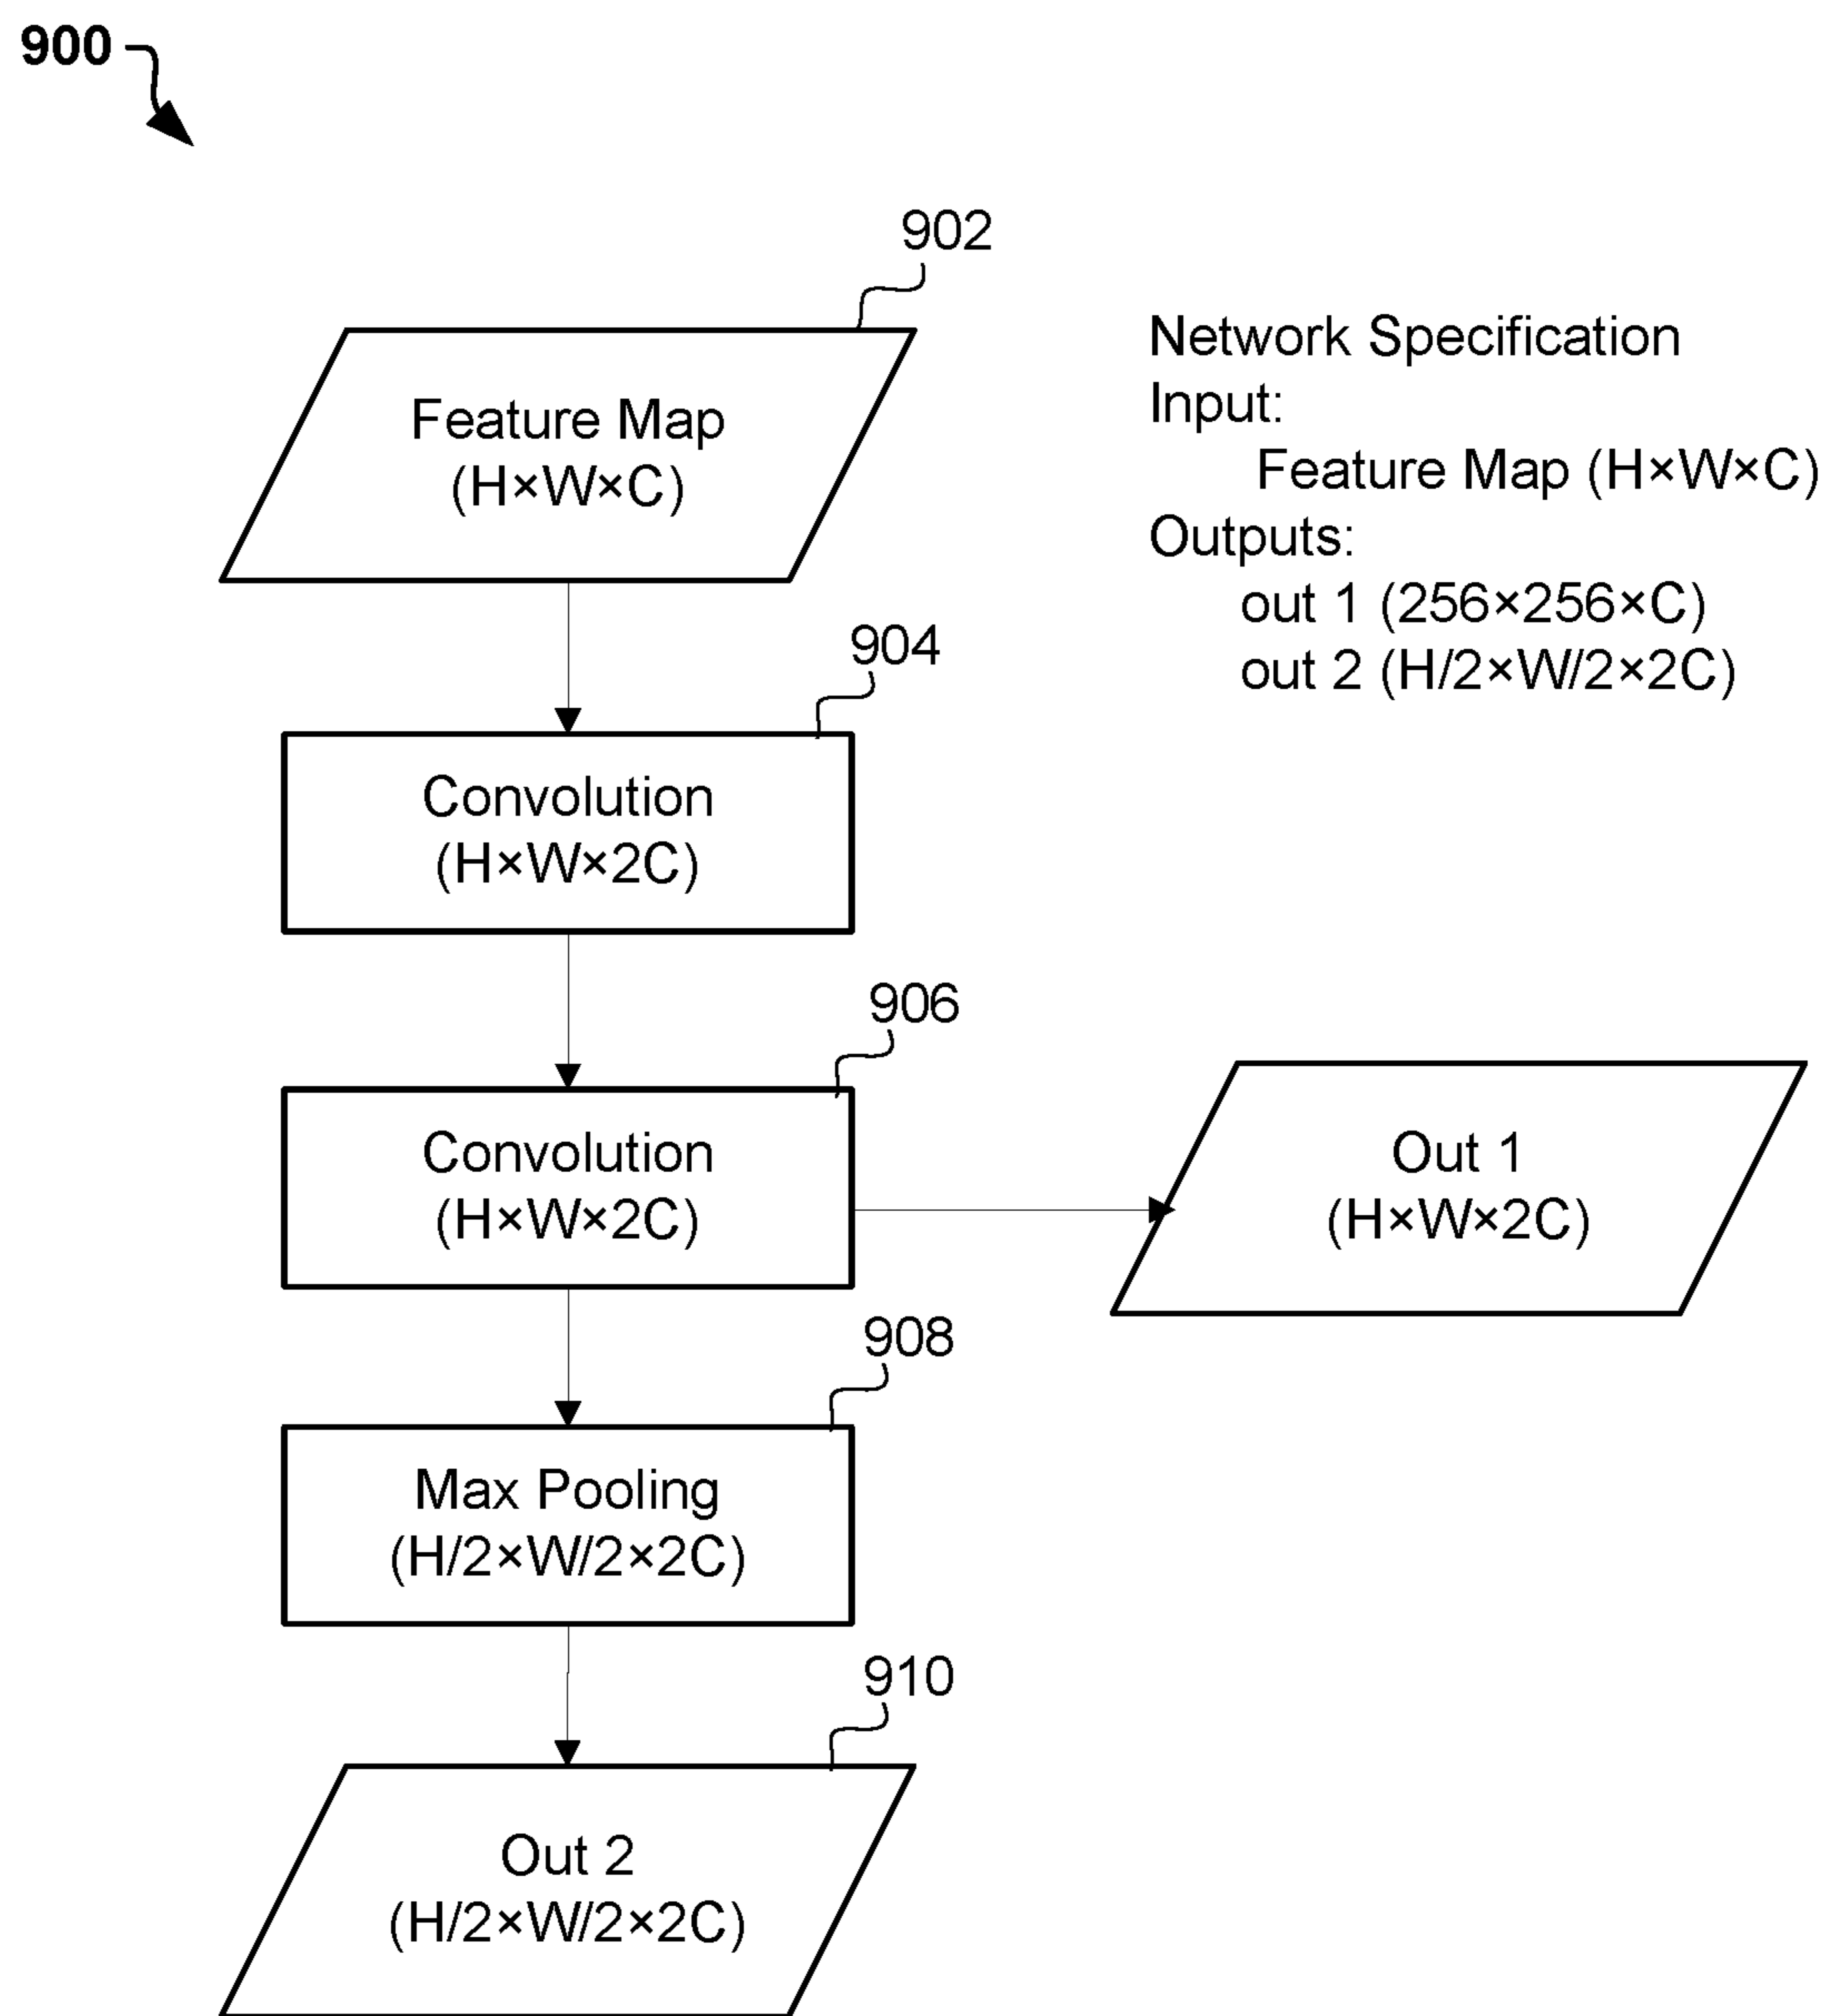 900
902
Feature Map
(H×W×C)
Network Specification
Input:
Feature Map (H×W×C)
Outputs:
out 1 (256×256×C)
out 2 (H/2×W/2×2C)
904
Convolution
(H×W×2C)
906
Convolution
(H×W×2C)
Out 1
(H×W×2C)
908
Max Pooling
(H/2×W/2×2C)
910
Out 2
(H/2×W/2×2C)